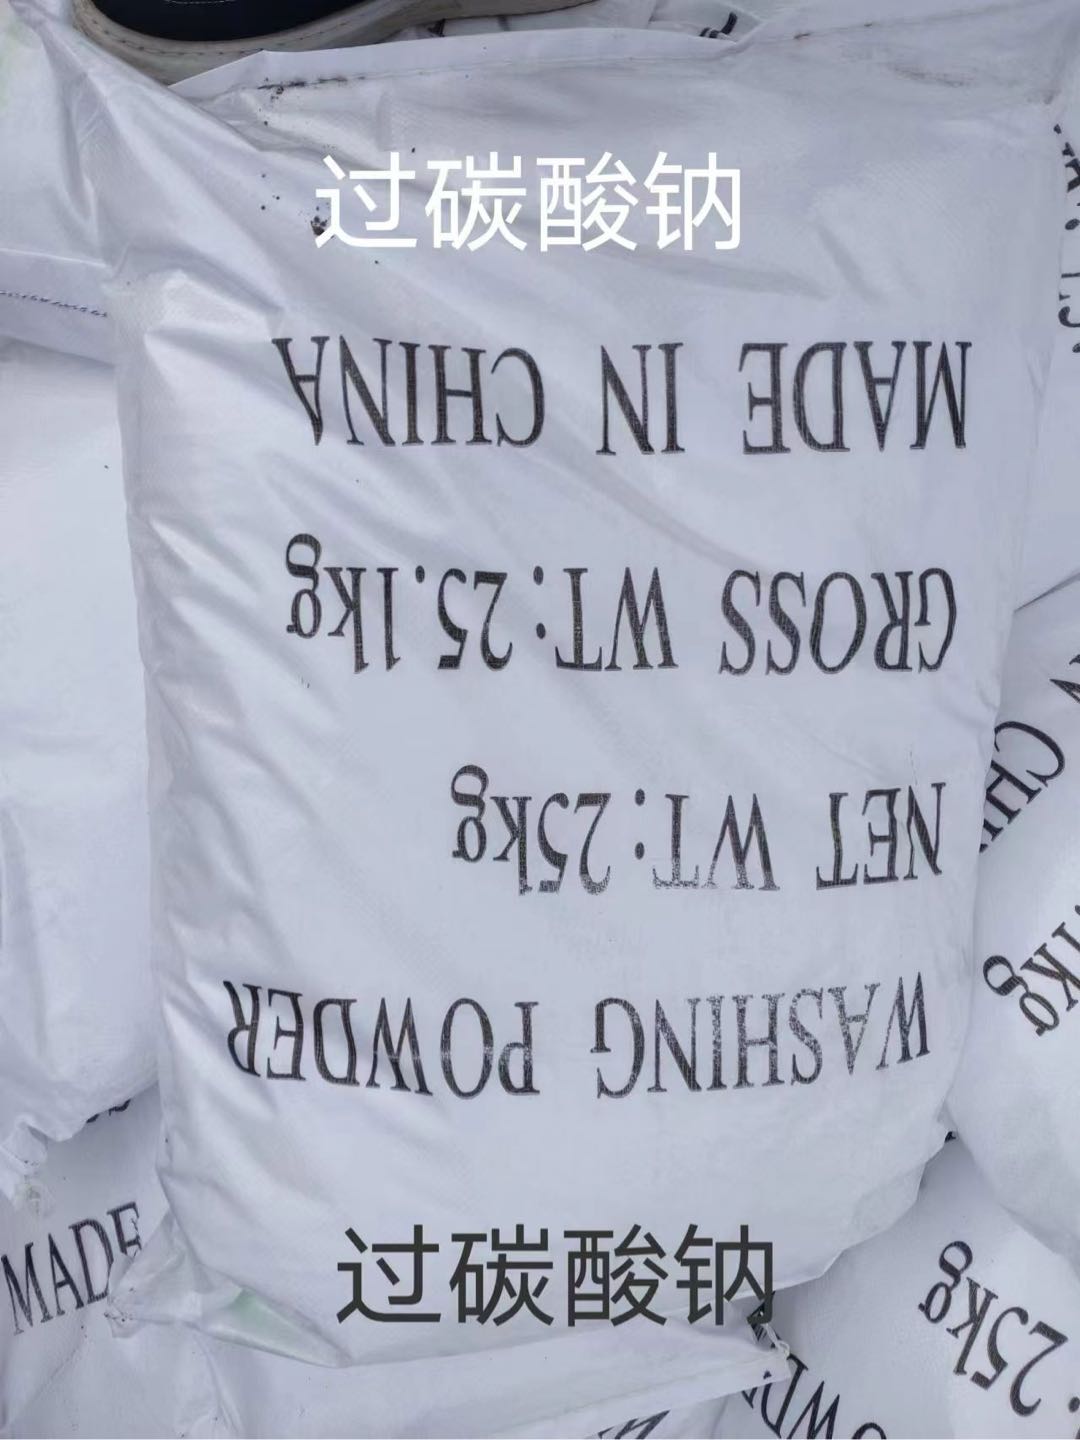 过碳酸钠
WASHING POWDER
NET WT:25kg
GROSS WT:25.1kg
MADE IN CHINA
过碳酸钠
MADE
25kg